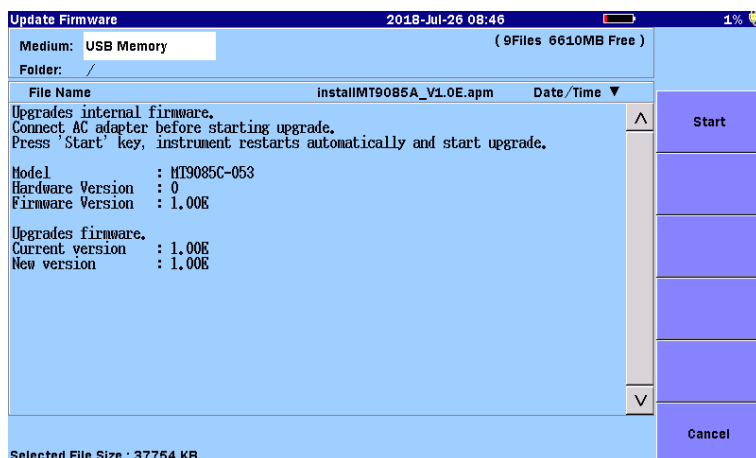 Update Firmware 2018-Jul-26 08:46 1%
Medium: USB Memory (9Files 6610MB Free)
Folder: /
File Name installMT9085A_V1.0E.apm Date/Time ▼
Upgrades internal firmware.
Connect AC adapter before starting upgrade.
Press 'Start' key, instrument restarts automatically and start upgrade.
Model : MT9085C-053
Hardware Version : 0
Firmware Version : 1.00E
Upgrades firmware.
Current version : 1.00E
New version : 1.00E
Start
Cancel
Selected File Size : 37754 KB